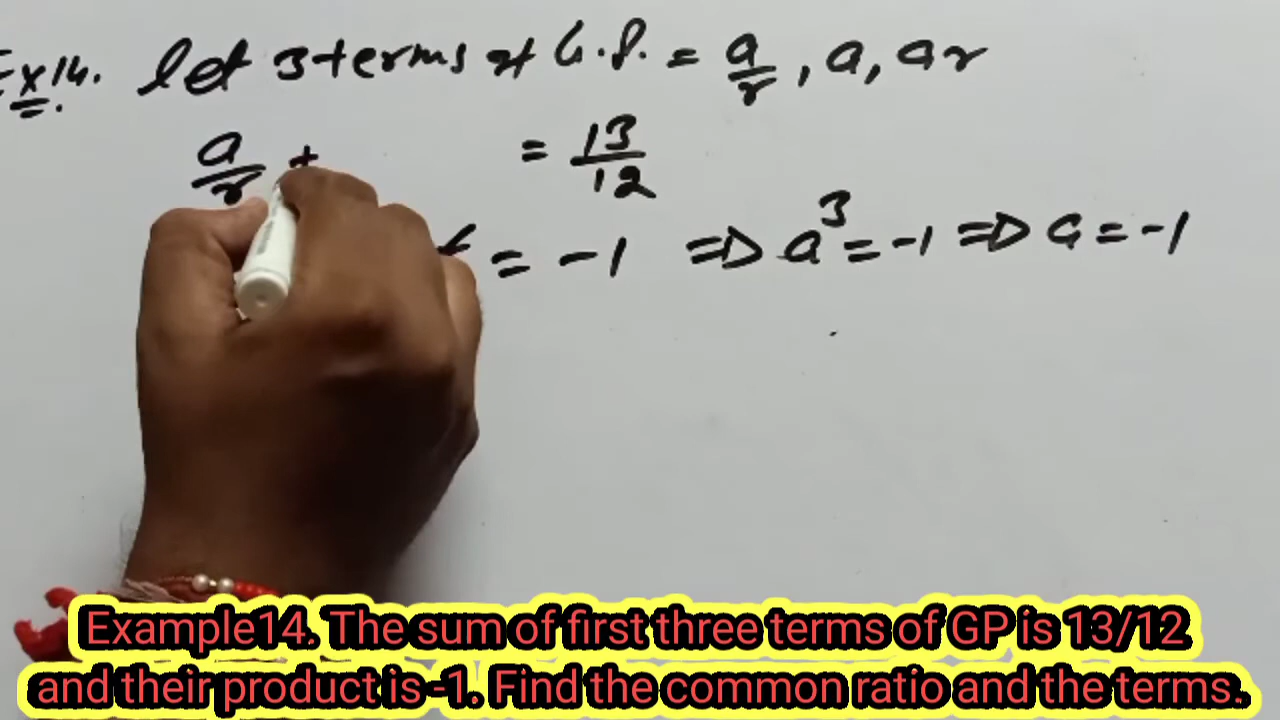 Ex14. Let 3 terms of G.P. = a/r, a, ar
a/r + = 13/12
= -1 ⇒ a³ = -1 ⇒ a = -1
Example14. The sum of first three terms of GP is 13/12
and their product is -1. Find the common ratio and the terms.